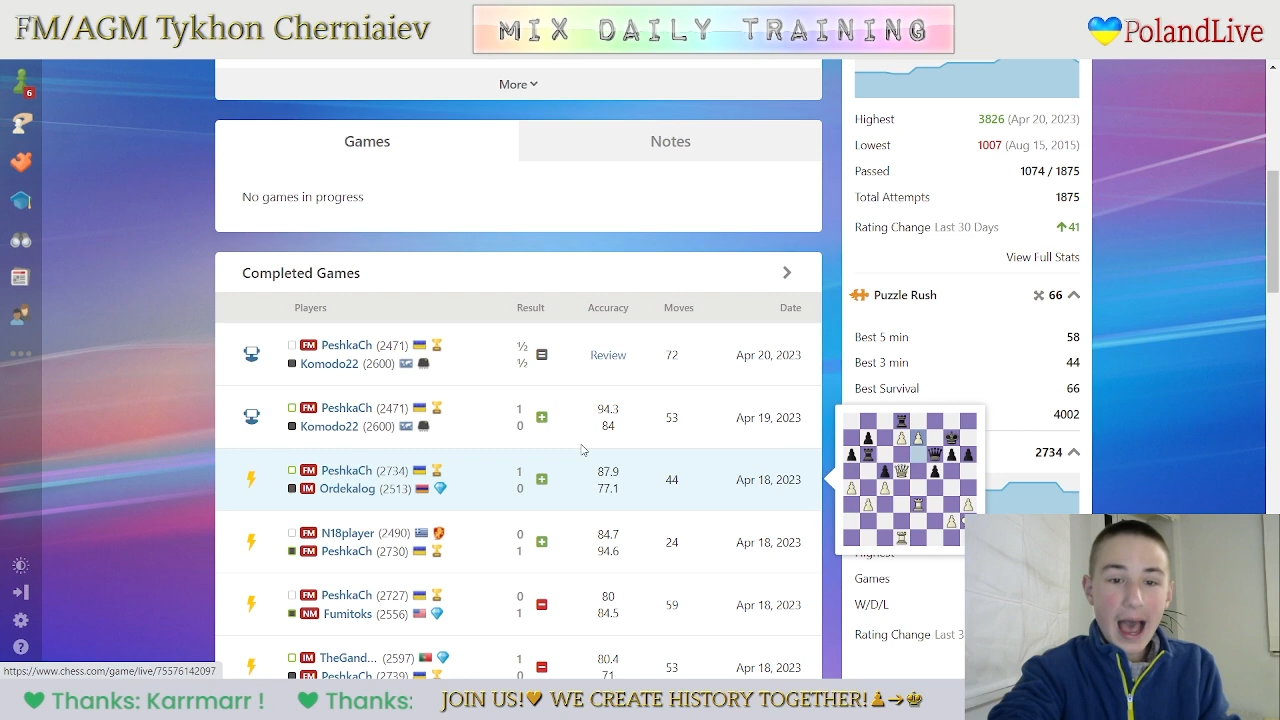 FM/AGM Tykhon Cherniaiev
MIX DAILY TRAINING
PolandLive
6
More
Games
Notes
No games in progress
Completed Games
Players
Result
Accuracy
Moves
Date
FM PeshkaCh (2471)
Komodo22 (2600)
½
½
Review
72
Apr 20, 2023
FM PeshkaCh (2471)
Komodo22 (2600)
1
0
94.3
84
53
Apr 19, 2023
FM PeshkaCh (2734)
IM Ordekalog (2513)
1
0
87.9
77.1
44
Apr 18, 2023
FM N18player (2490)
FM PeshkaCh (2730)
0
1
84.7
94.6
24
Apr 18, 2023
FM PeshkaCh (2727)
NM Fumitoks (2556)
0
1
80
84.5
59
Apr 18, 2023
IM TheGand... (2597)
FM PeshkaCh (2739)
1
80.4
71
53
Apr 18, 2023
Highest 3826 (Apr 20, 2023)
Lowest 1007 (Aug 15, 2015)
Passed 1074 / 1875
Total Attempts 1875
Rating Change Last 30 Days 41
View Full Stats
Puzzle Rush 66
Best 5 min 58
Best 3 min 44
Best Survival 66
4002
2734
Highest
Games
W/D/L
Rating Change Last 3
https://www.chess.com/game/live/75576142097
Thanks: Karrmarr !
Thanks:
JOIN US! WE CREATE HISTORY TOGETHER!